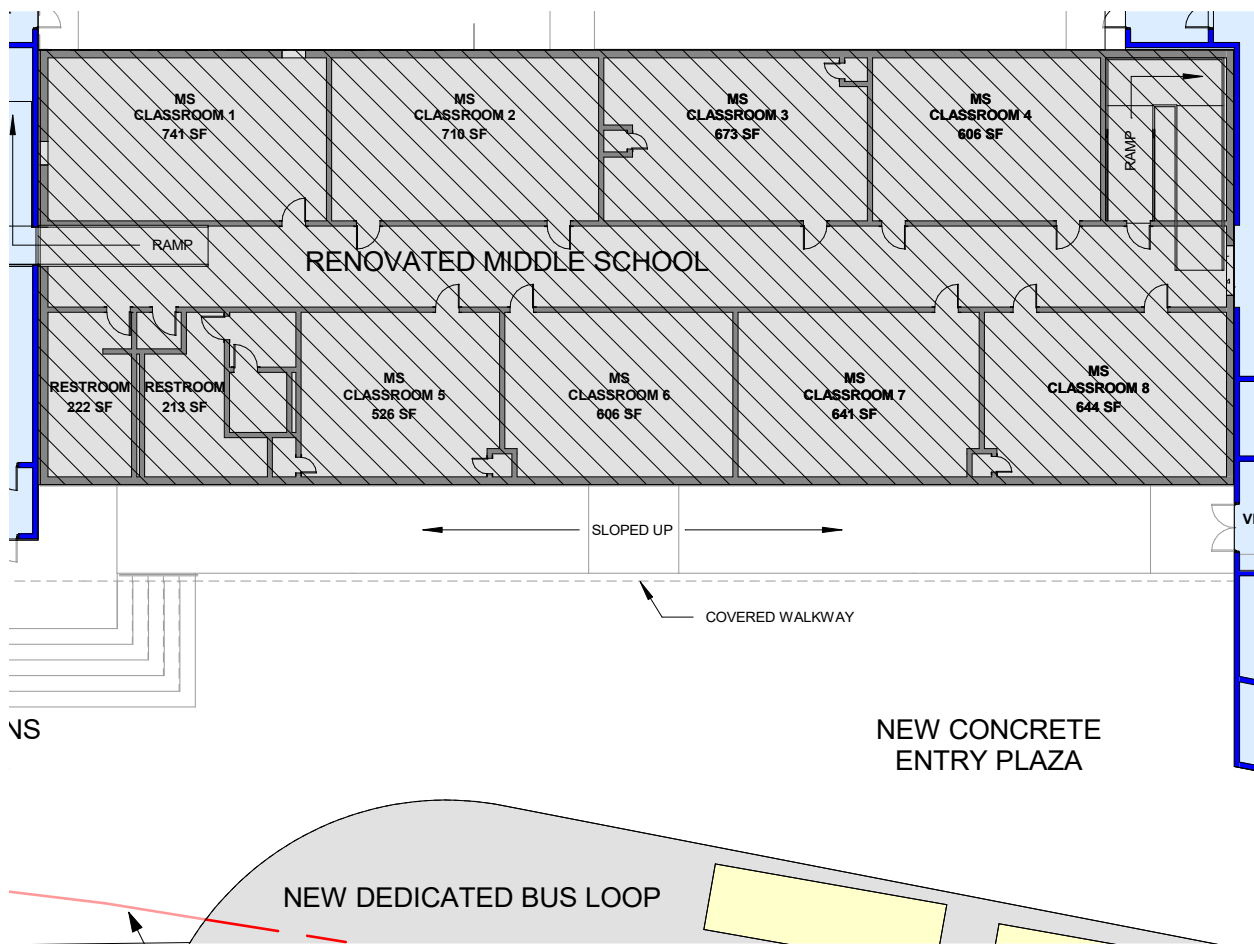 MS
CLASSROOM 1
741 SF
MS
CLASSROOM 2
710 SF
MS
CLASSROOM 3
673 SF
MS
CLASSROOM 4
606 SF
RAMP
RAMP
RENOVATED MIDDLE SCHOOL
RESTROOM
222 SF
RESTROOM
213 SF
MS
CLASSROOM 5
526 SF
MS
CLASSROOM 6
606 SF
MS
CLASSROOM 7
641 SF
MS
CLASSROOM 8
644 SF
SLOPED UP
COVERED WALKWAY
NS
NEW CONCRETE
ENTRY PLAZA
NEW DEDICATED BUS LOOP